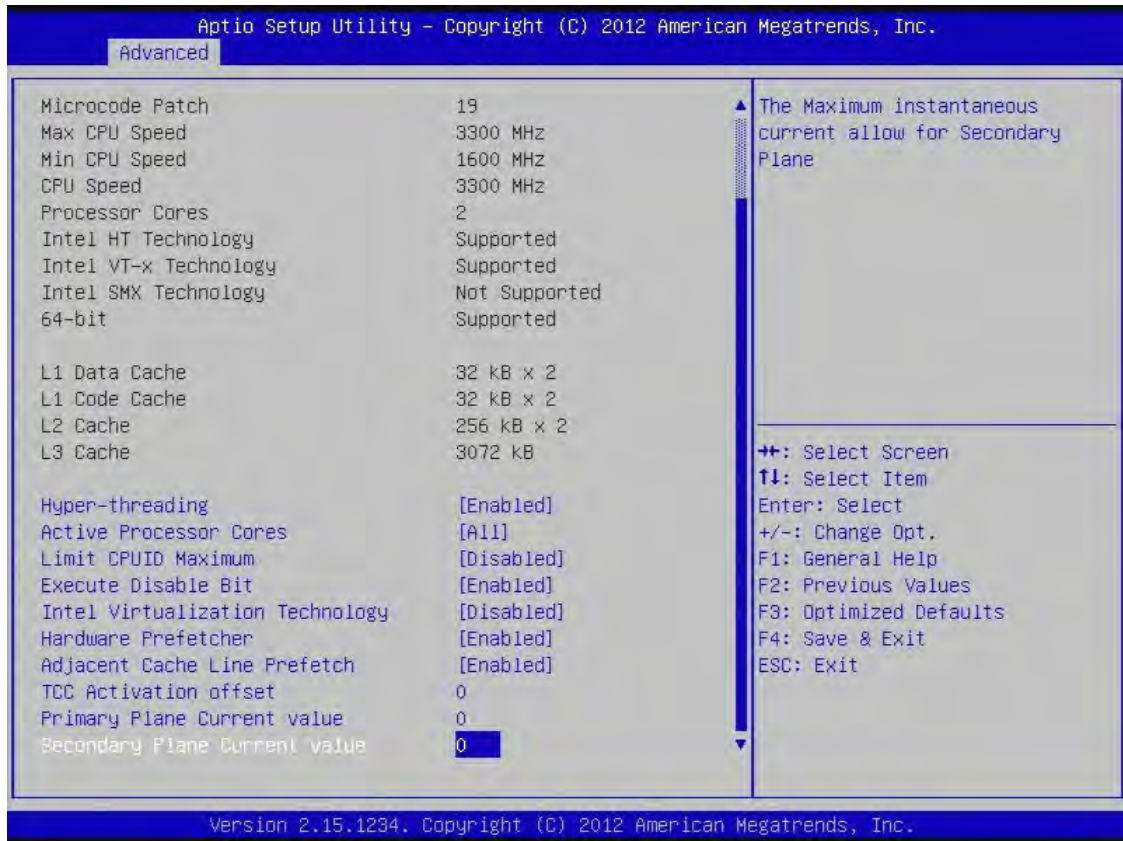 Aptio Setup Utility – Copyright (C) 2012 American Megatrends, Inc.
Advanced
Microcode Patch 19
Max CPU Speed 3300 MHz
Min CPU Speed 1600 MHz
CPU Speed 3300 MHz
Processor Cores 2
Intel HT Technology Supported
Intel VT-x Technology Supported
Intel SMX Technology Not Supported
64-bit Supported
L1 Data Cache 32 kB x 2
L1 Code Cache 32 kB x 2
L2 Cache 256 kB x 2
L3 Cache 3072 kB
Hyper-threading [Enabled]
Active Processor Cores [All]
Limit CPUID Maximum [Disabled]
Execute Disable Bit [Enabled]
Intel Virtualization Technology [Disabled]
Hardware Prefetcher [Enabled]
Adjacent Cache Line Prefetch [Enabled]
TCC Activation offset 0
Primary Plane Current value 0
Secondary Plane Current value 0
The Maximum instantaneous
current allow for Secondary
Plane
→←: Select Screen
↑↓: Select Item
Enter: Select
+/-: Change Opt.
F1: General Help
F2: Previous Values
F3: Optimized Defaults
F4: Save & Exit
ESC: Exit
Version 2.15.1234. Copyright (C) 2012 American Megatrends, Inc.